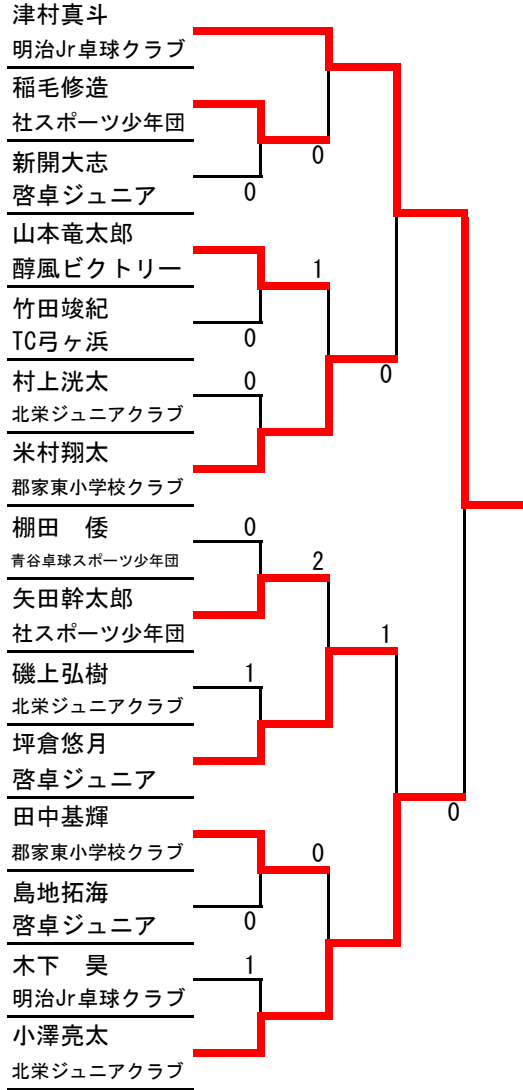 津村真斗
明治Jr卓球クラブ
稲毛修造
社スポーツ少年団
0
新開大志
0
啓卓ジュニア
山本竜太郎
醇風ビクトリー
1
竹田竣紀
TC弓ヶ浜
0
0
村上洸太
0
北栄ジュニアクラブ
米村翔太
郡家東小学校クラブ
棚田　倭
0
青谷卓球スポーツ少年団
2
矢田幹太郎
社スポーツ少年団
1
磯上弘樹
1
北栄ジュニアクラブ
坪倉悠月
啓卓ジュニア
田中基輝
0
郡家東小学校クラブ
0
島地拓海
啓卓ジュニア
0
木下　昊
1
明治Jr卓球クラブ
小澤亮太
北栄ジュニアクラブ